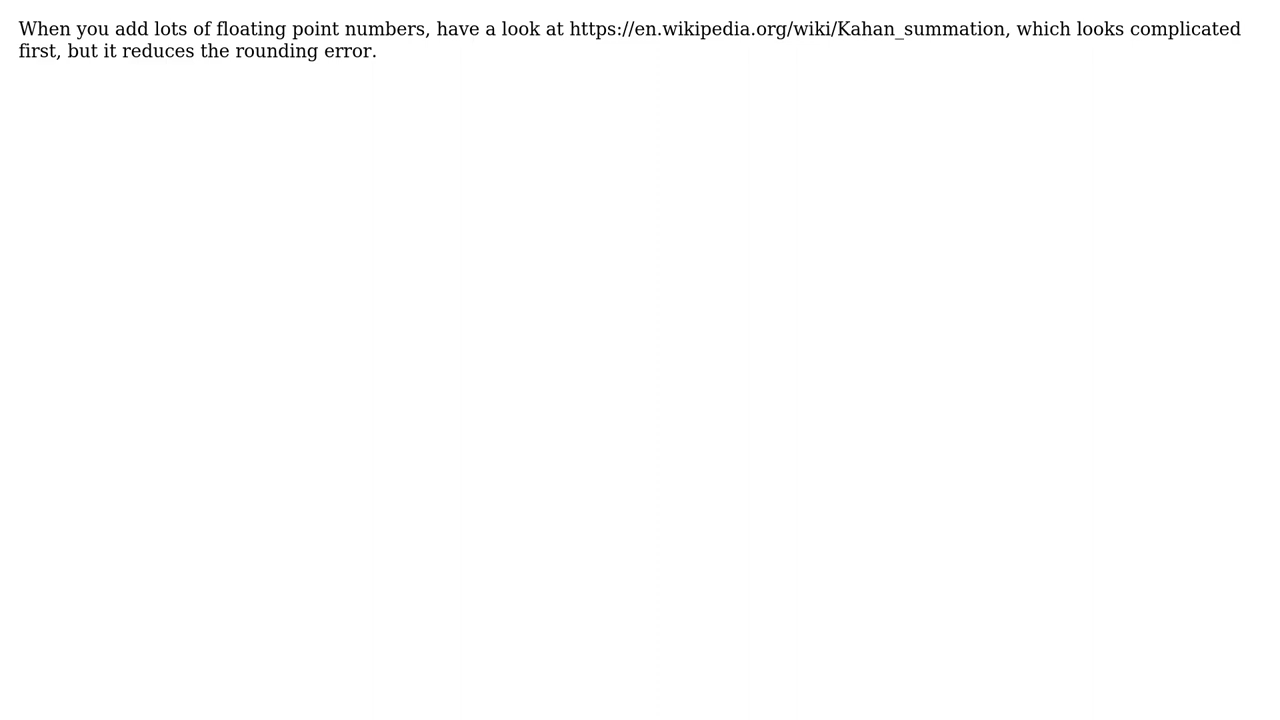 When you add lots of floating point numbers, have a look at https://en.wikipedia.org/wiki/Kahan_summation, which looks complicated
first, but it reduces the rounding error.